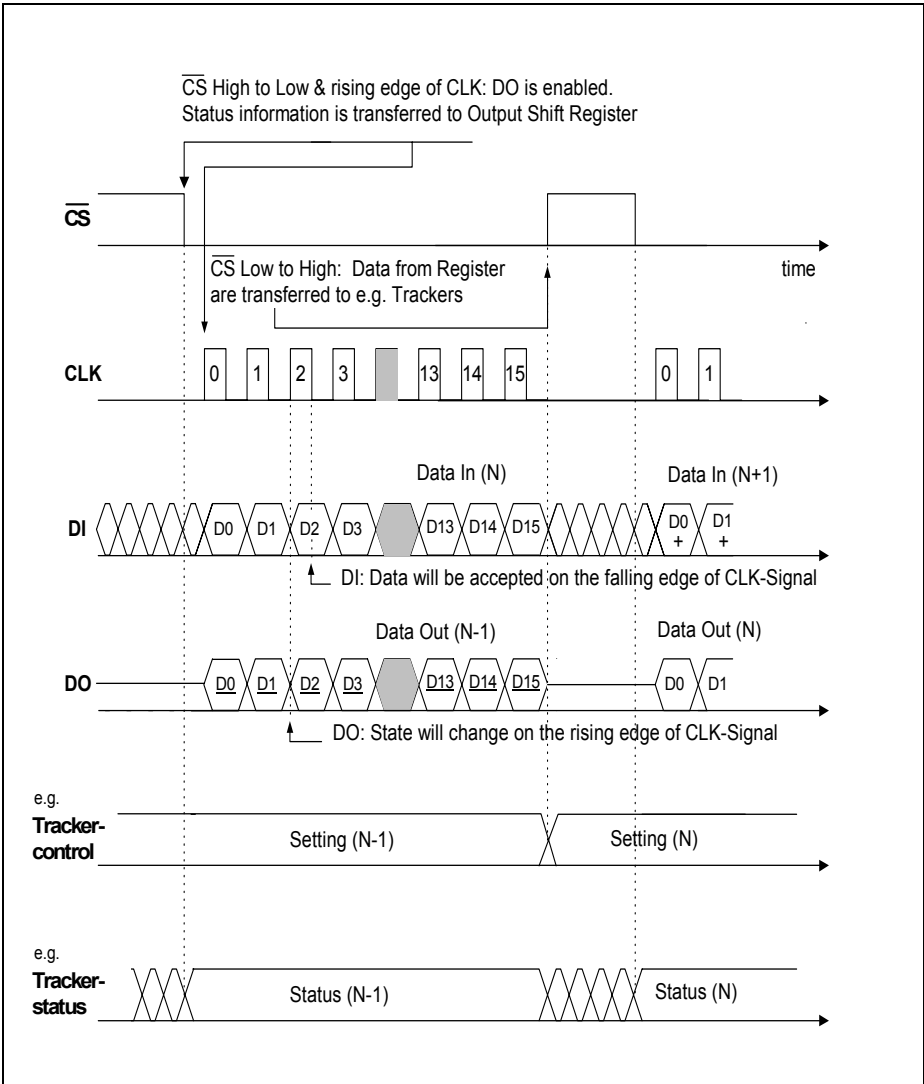 CS High to Low & rising edge of CLK: DO is enabled.
Status information is transferred to Output Shift Register
CS
CS Low to High: Data from Register
are transferred to e.g. Trackers
time
CLK
0 1 2 3 13 14 15 0 1
Data In (N) Data In (N+1)
DI
D0 D1 D2 D3 D13 D14 D15 D0 + D1 +
DI: Data will be accepted on the falling edge of CLK-Signal
Data Out (N-1) Data Out (N)
DO
D0 D1 D2 D3 D13 D14 D15 D0 D1
DO: State will change on the rising edge of CLK-Signal
e.g.
Tracker-
control
Setting (N-1) Setting (N)
e.g.
Tracker-
status
Status (N-1) Status (N)